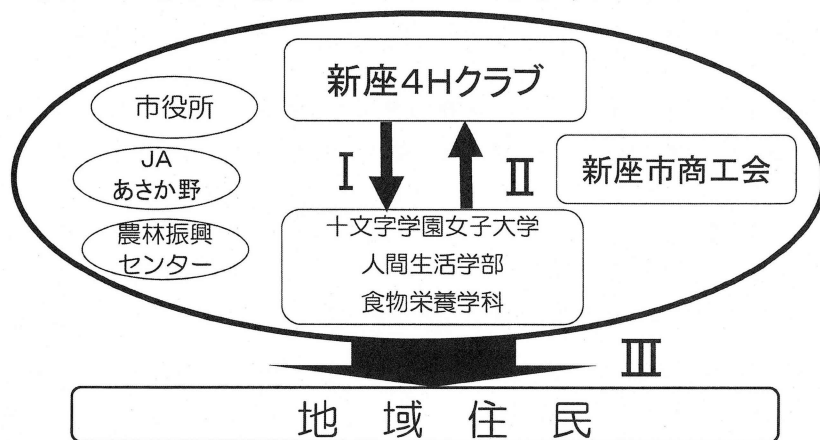 新座4Hクラブ
市役所
JA
あさか野
農林振興
センター
Ⅰ
Ⅱ
新座市商工会
十文字学園女子大学
人間生活学部
食物栄養学科
Ⅲ
地域住民